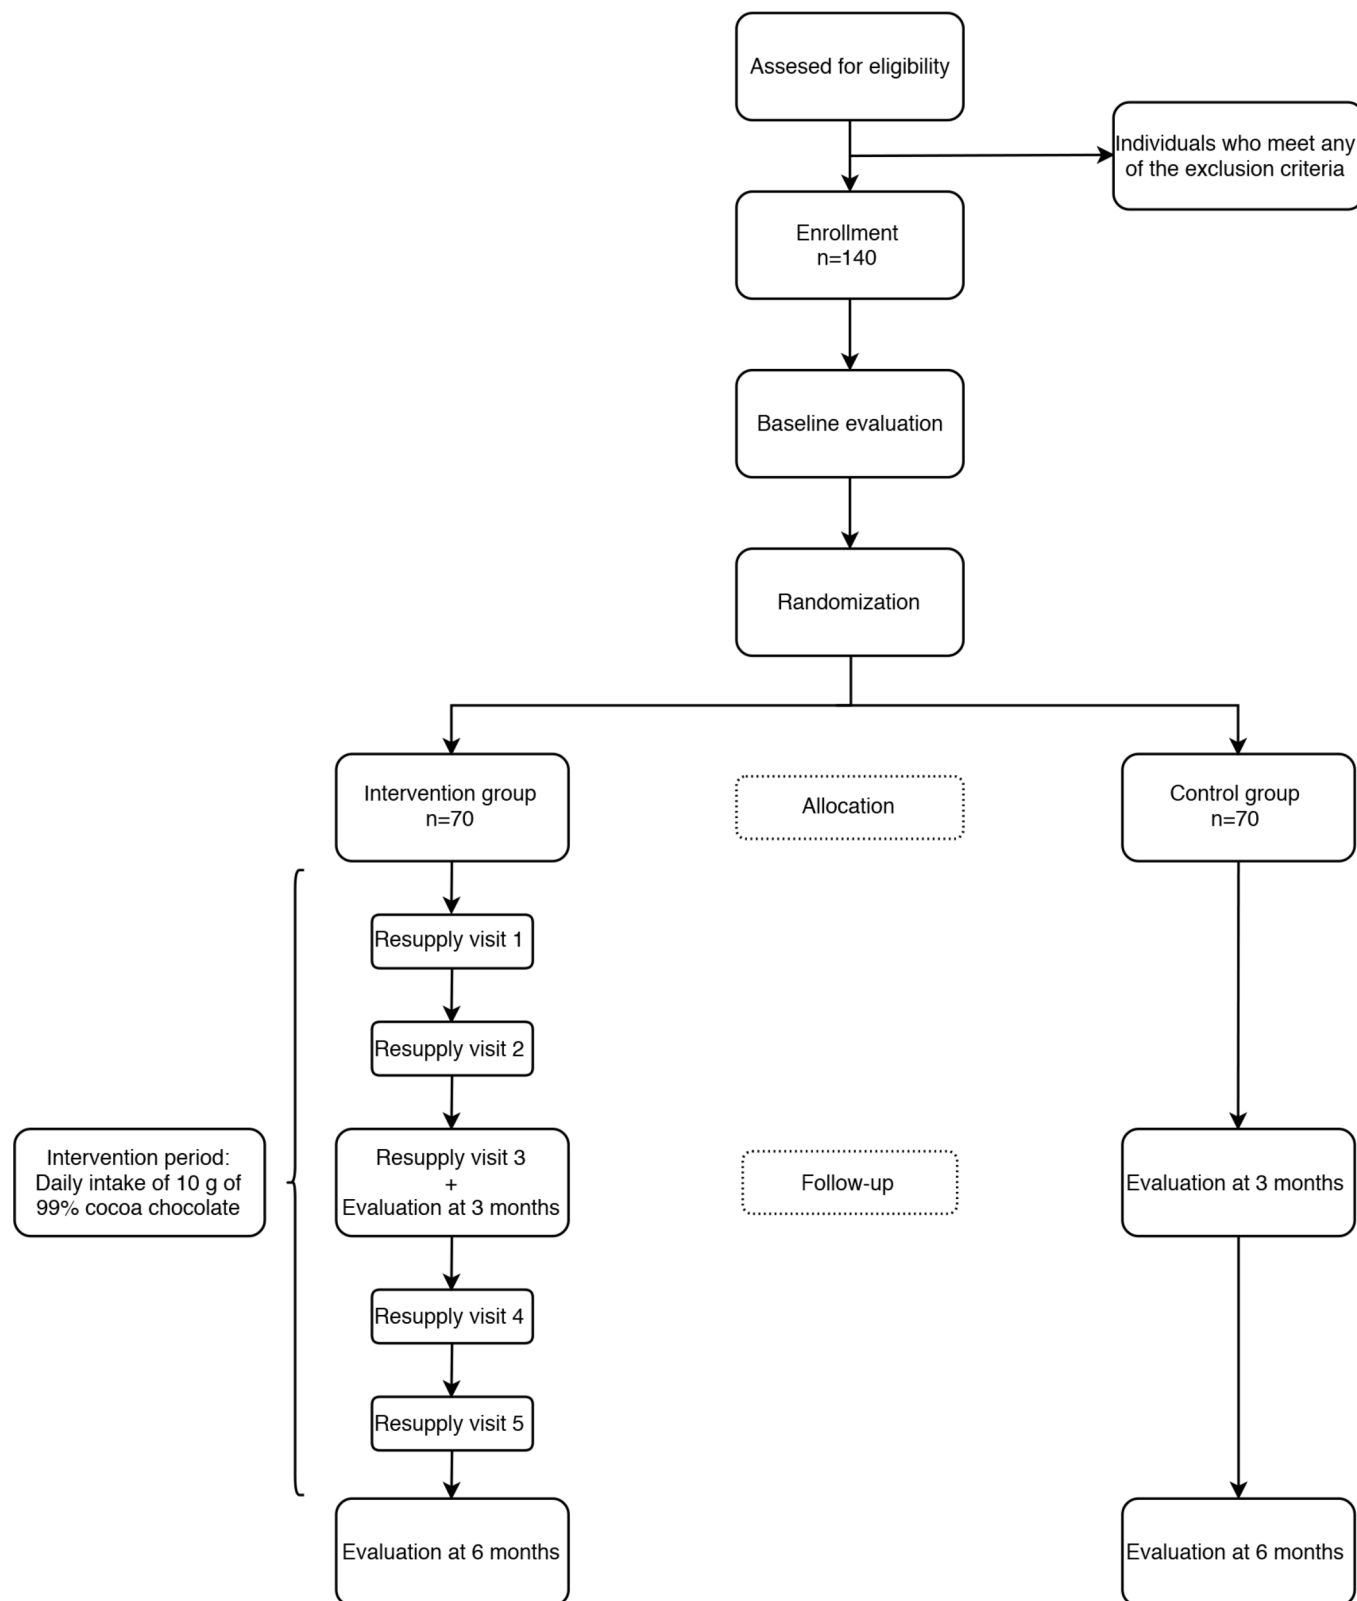 Assesed for eligibility
Individuals who meet any
of the exclusion criteria
Enrollment
n=140
Baseline evaluation
Randomization
Intervention group
n=70
Allocation
Control group
n=70
Resupply visit 1
Resupply visit 2
Intervention period:
Daily intake of 10 g of
99% cocoa chocolate
Resupply visit 3
+
Evaluation at 3 months
Follow-up
Evaluation at 3 months
Resupply visit 4
Resupply visit 5
Evaluation at 6 months
Evaluation at 6 months